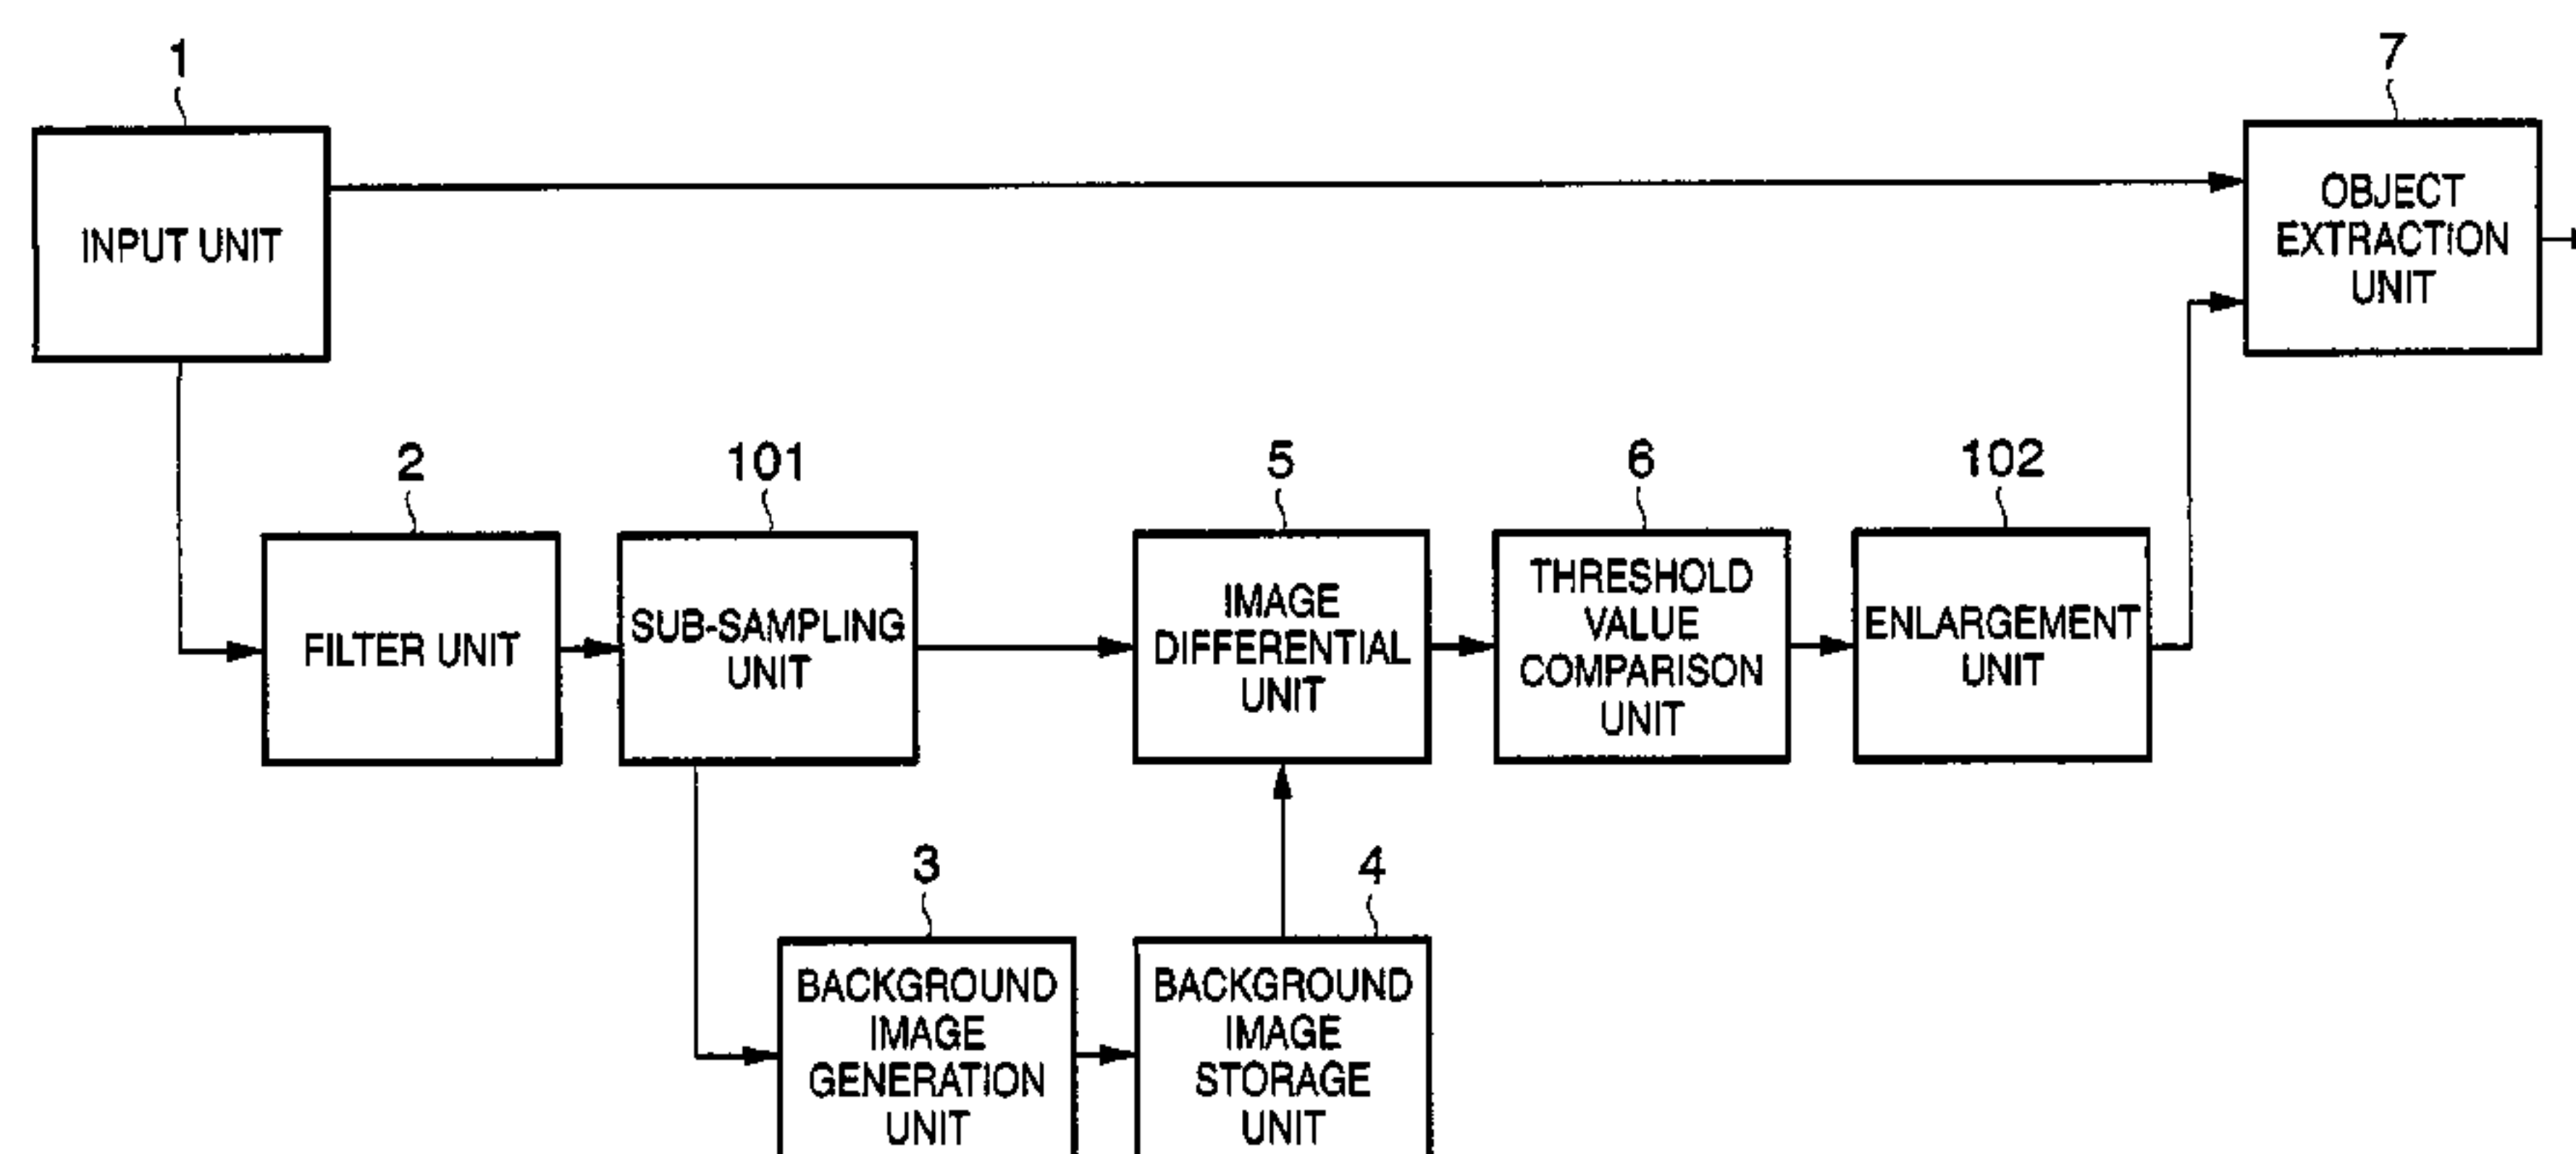 1
INPUT UNIT
7
OBJECT
EXTRACTION
UNIT
2
FILTER UNIT
101
SUB-SAMPLING
UNIT
5
IMAGE
DIFFERENTIAL
UNIT
6
THRESHOLD
VALUE
COMPARISON
UNIT
102
ENLARGEMENT
UNIT
3
BACKGROUND
IMAGE
GENERATION
UNIT
4
BACKGROUND
IMAGE
STORAGE
UNIT